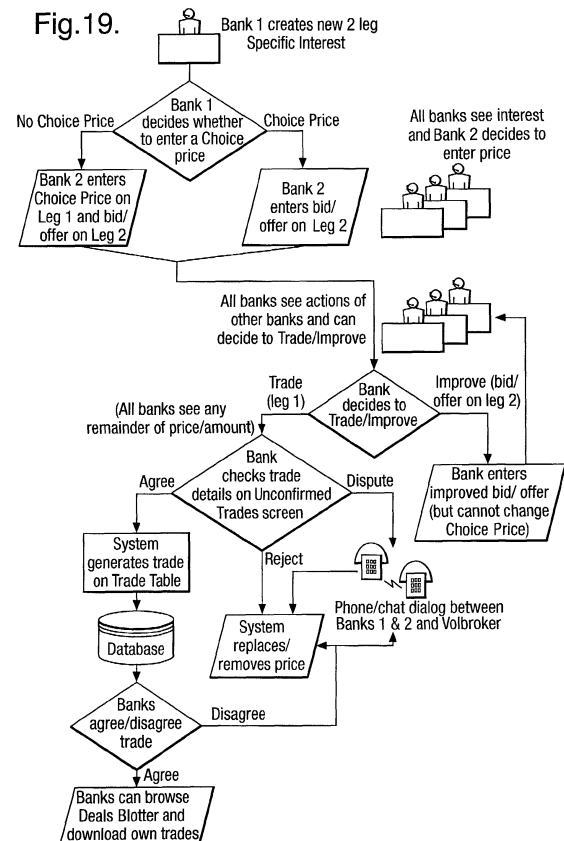 Fig.19.
Bank 1 creates new 2 leg
Specific Interest
No Choice Price
Bank 1
decides whether
to enter a Choice
price
Choice Price
All banks see interest
and Bank 2 decides to
enter price
Bank 2 enters
Choice Price on
Leg 1 and bid/
offer on Leg 2
Bank 2
enters bid/
offer on Leg 2
All banks see actions of
other banks and can
decide to Trade/Improve
Trade
(leg 1)
Bank
decides to
Trade/Improve
Improve (bid/
offer on leg 2)
(All banks see any
remainder of price/amount)
Bank
checks trade
details on Unconfirmed
Trades screen
Agree
Dispute
Bank enters
improved bid/ offer
(but cannot change
Choice Price)
System
generates trade
on Trade Table
Reject
Phone/chat dialog between
Banks 1 & 2 and Volbroker
System
replaces/
removes price
Database
Banks
agree/disagree
trade
Disagree
Agree
Banks can browse
Deals Blotter and
download own trades